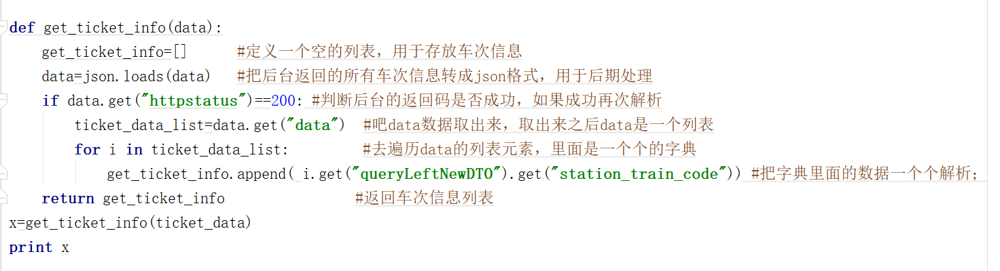 def get_ticket_info(data):
    get_ticket_info=[]      #定义一个空的列表，用于存放车次信息
    data=json.loads(data)   #把后台返回的所有车次信息转成json格式，用于后期处理
    if data.get("httpstatus")==200: #判断后台的返回码是否成功，如果成功再次解析
        ticket_data_list=data.get("data")  #吧data数据取出来，取出来之后data是一个列表
        for i in ticket_data_list:         #去遍历data的列表元素，里面是一个个的字典
            get_ticket_info.append( i.get("queryLeftNewDTO").get("station_train_code")) #把字典里面的数据一个个解析；
    return get_ticket_info                #返回车次信息列表
x=get_ticket_info(ticket_data)
print x